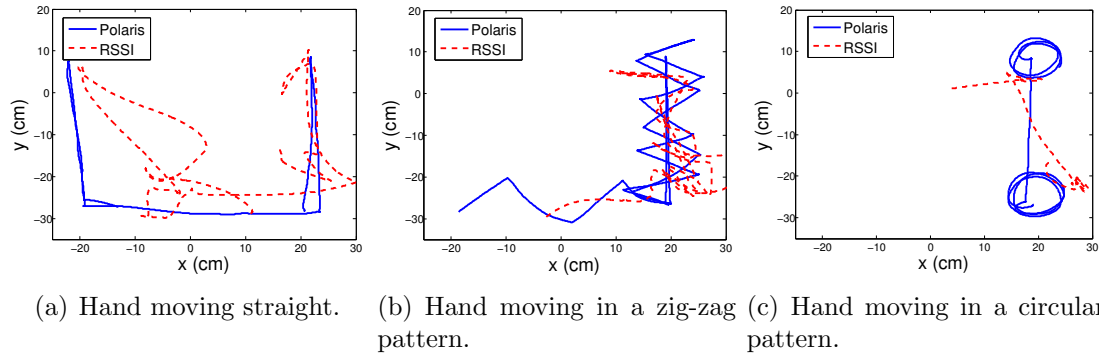 Polaris
RSSI
20
10
0
−10
−20
−30
y (cm)
−20 −10 0 10 20 30
x (cm)
Polaris
RSSI
20
10
0
−10
−20
−30
y (cm)
−20 −10 0 10 20 30
x (cm)
Polaris
RSSI
20
10
0
−10
−20
−30
y (cm)
−20 −10 0 10 20 30
x (cm)
(a) Hand moving straight.
(b) Hand moving in a zig-zag
pattern.
(c) Hand moving in a circular
pattern.